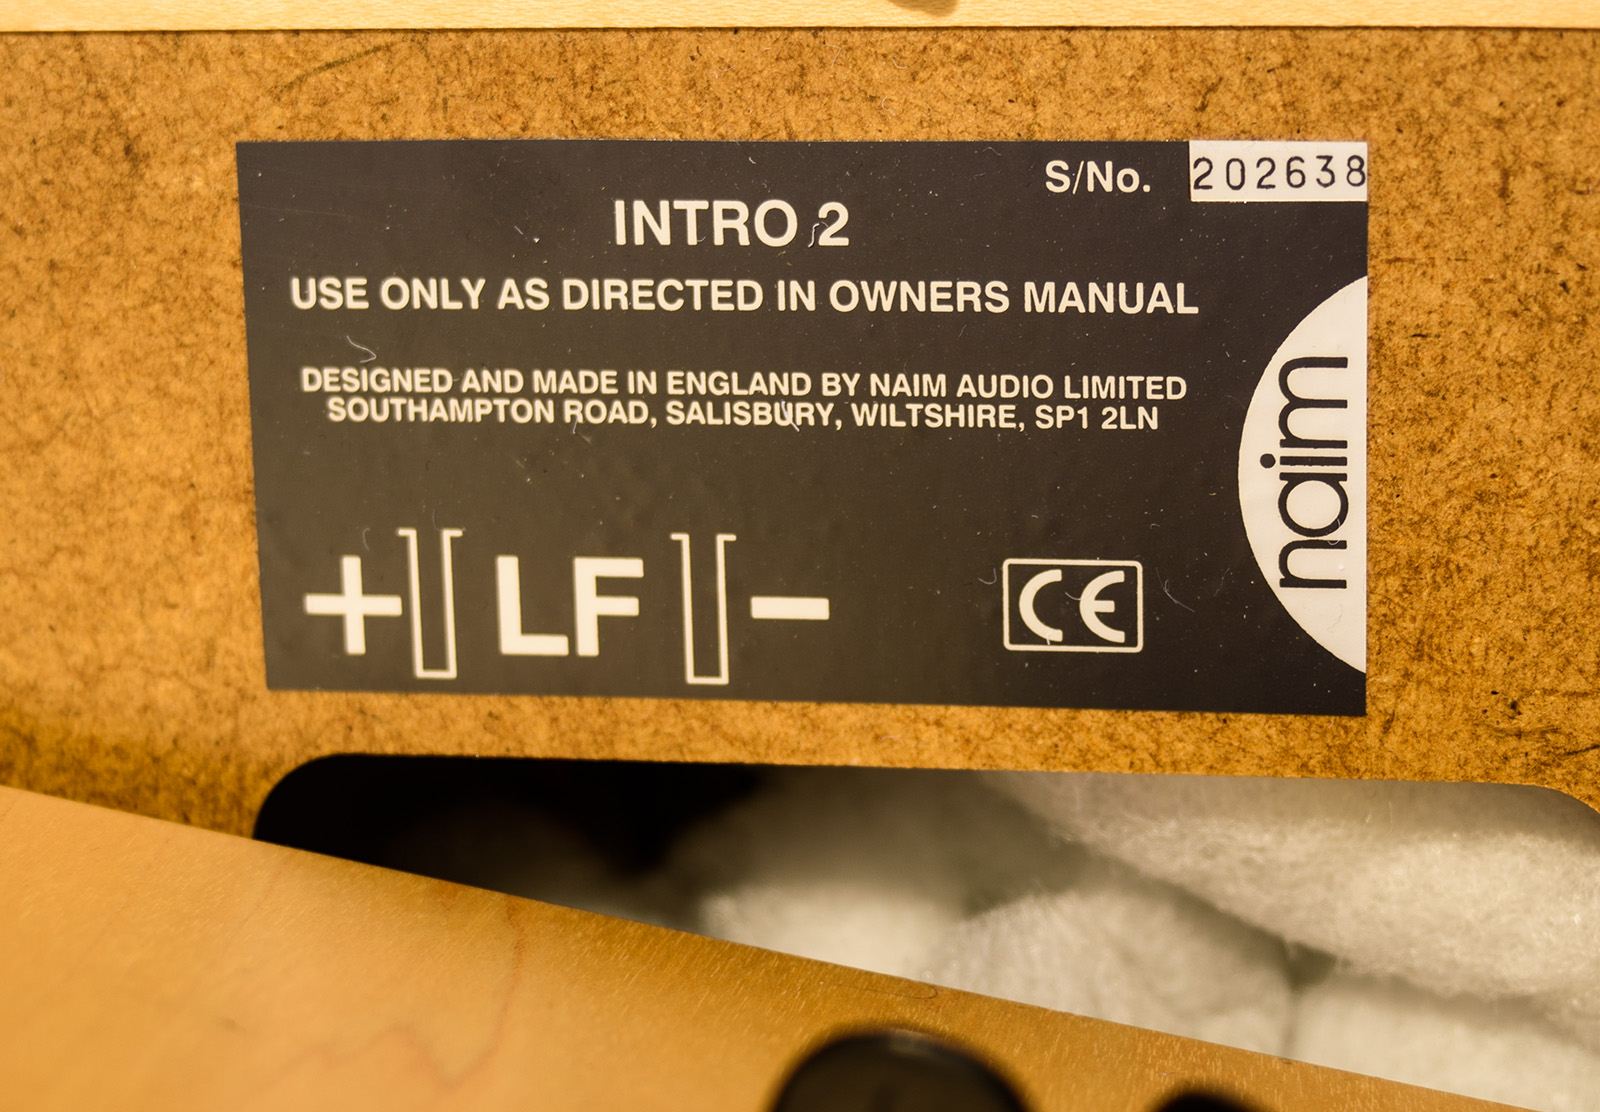 S/No. 202638
INTRO 2
USE ONLY AS DIRECTED IN OWNERS MANUAL
DESIGNED AND MADE IN ENGLAND BY NAIM AUDIO LIMITED
SOUTHAMPTON ROAD, SALISBURY, WILTSHIRE, SP1 2LN
+ LF -
CE
naim